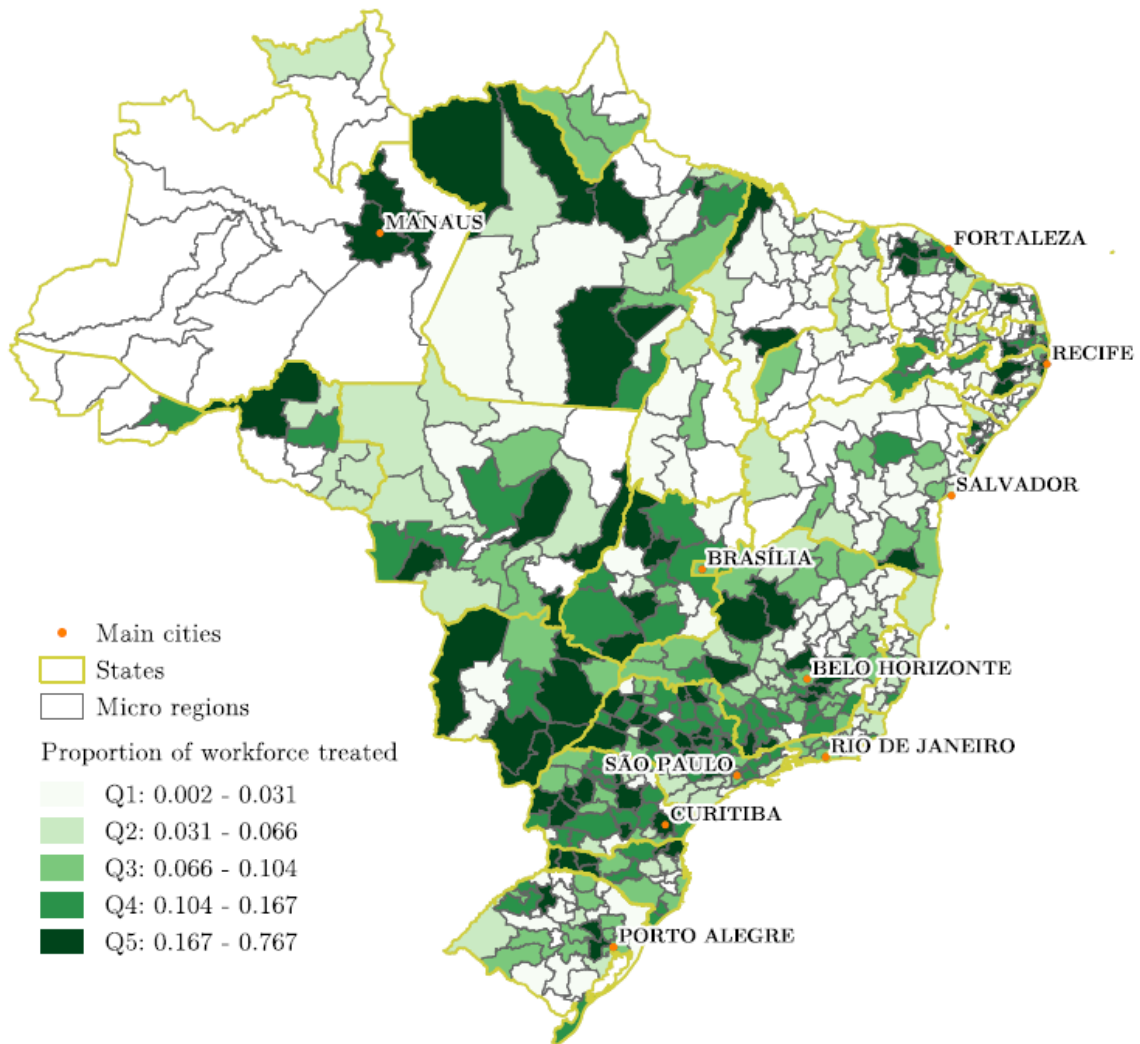 MANAUS
FORTALEZA
RECIFE
SALVADOR
BRASÍLIA
BELO HORIZONTE
RIO DE JANEIRO
SÃO PAULO
CURITIBA
PORTO ALEGRE
Main cities
States
Micro regions
Proportion of workforce treated
Q1: 0.002 - 0.031
Q2: 0.031 - 0.066
Q3: 0.066 - 0.104
Q4: 0.104 - 0.167
Q5: 0.167 - 0.767